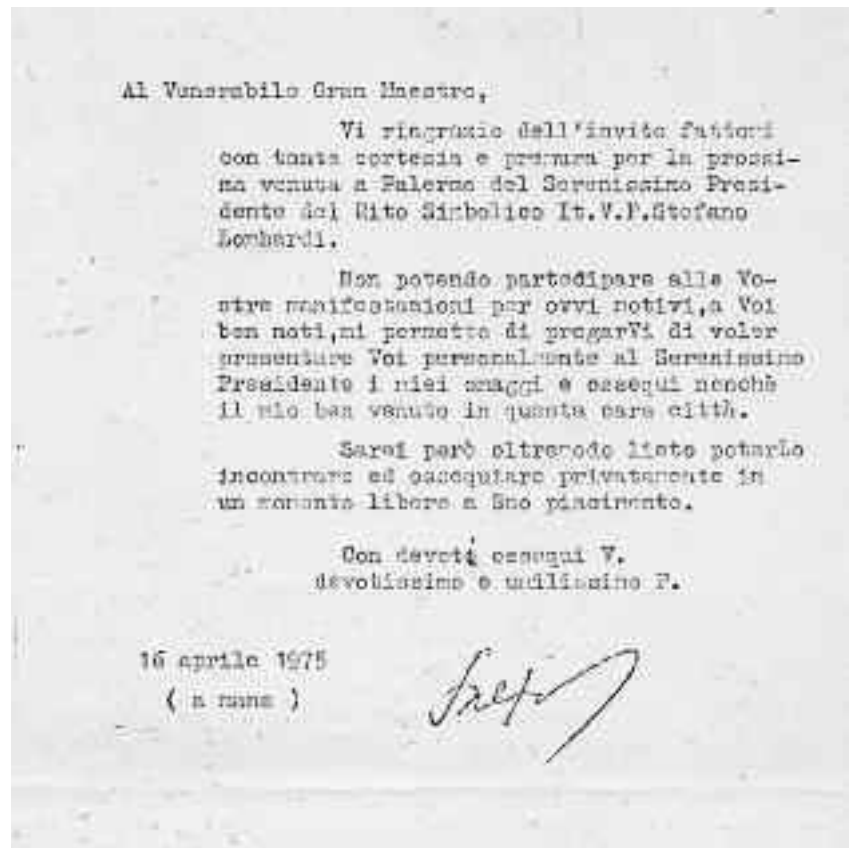 Al Venerabile Gran Maestro,
Vi ringrazio dell'invito fattomi
con tanta cortesia e premura per la prossi-
ma venuta a Palermo del Serenissimo Presi-
dente del Rito Simbolico It.V.F.Stefano
Lombardi.
Non potendo partecipare alle Vo-
stre manifestazioni per ovvi motivi,a Voi
ben noti,mi permetto di pregarVi di voler
presentare Voi personalmente al Serenissimo
Presidente i miei omaggi e ossequi nonchè
il mio ben venuto in questa cara città.
Sarei però oltremodo lieto poterLo
incontrare ed ossequiare privatamente in
un momento libero a Suo piacimento.
Con devoti ossequi V.
devotissimo e umilissimo F.
16 aprile 1975
( a mano )